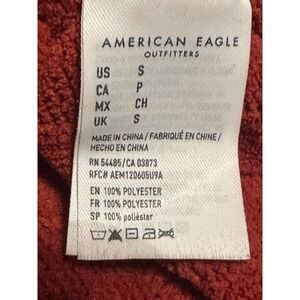 AMERICAN EAGLE
OUTFITTERS
US S
CA P
MX CH
UK S
MADE IN CHINA / FABRIQUÉ EN CHINE /
HECHO EN CHINA
RN 54485/CA 03873
RFC# AEM120605U9A
EN 100% POLYESTER
FR 100% POLYESTER
SP 100% poliéster